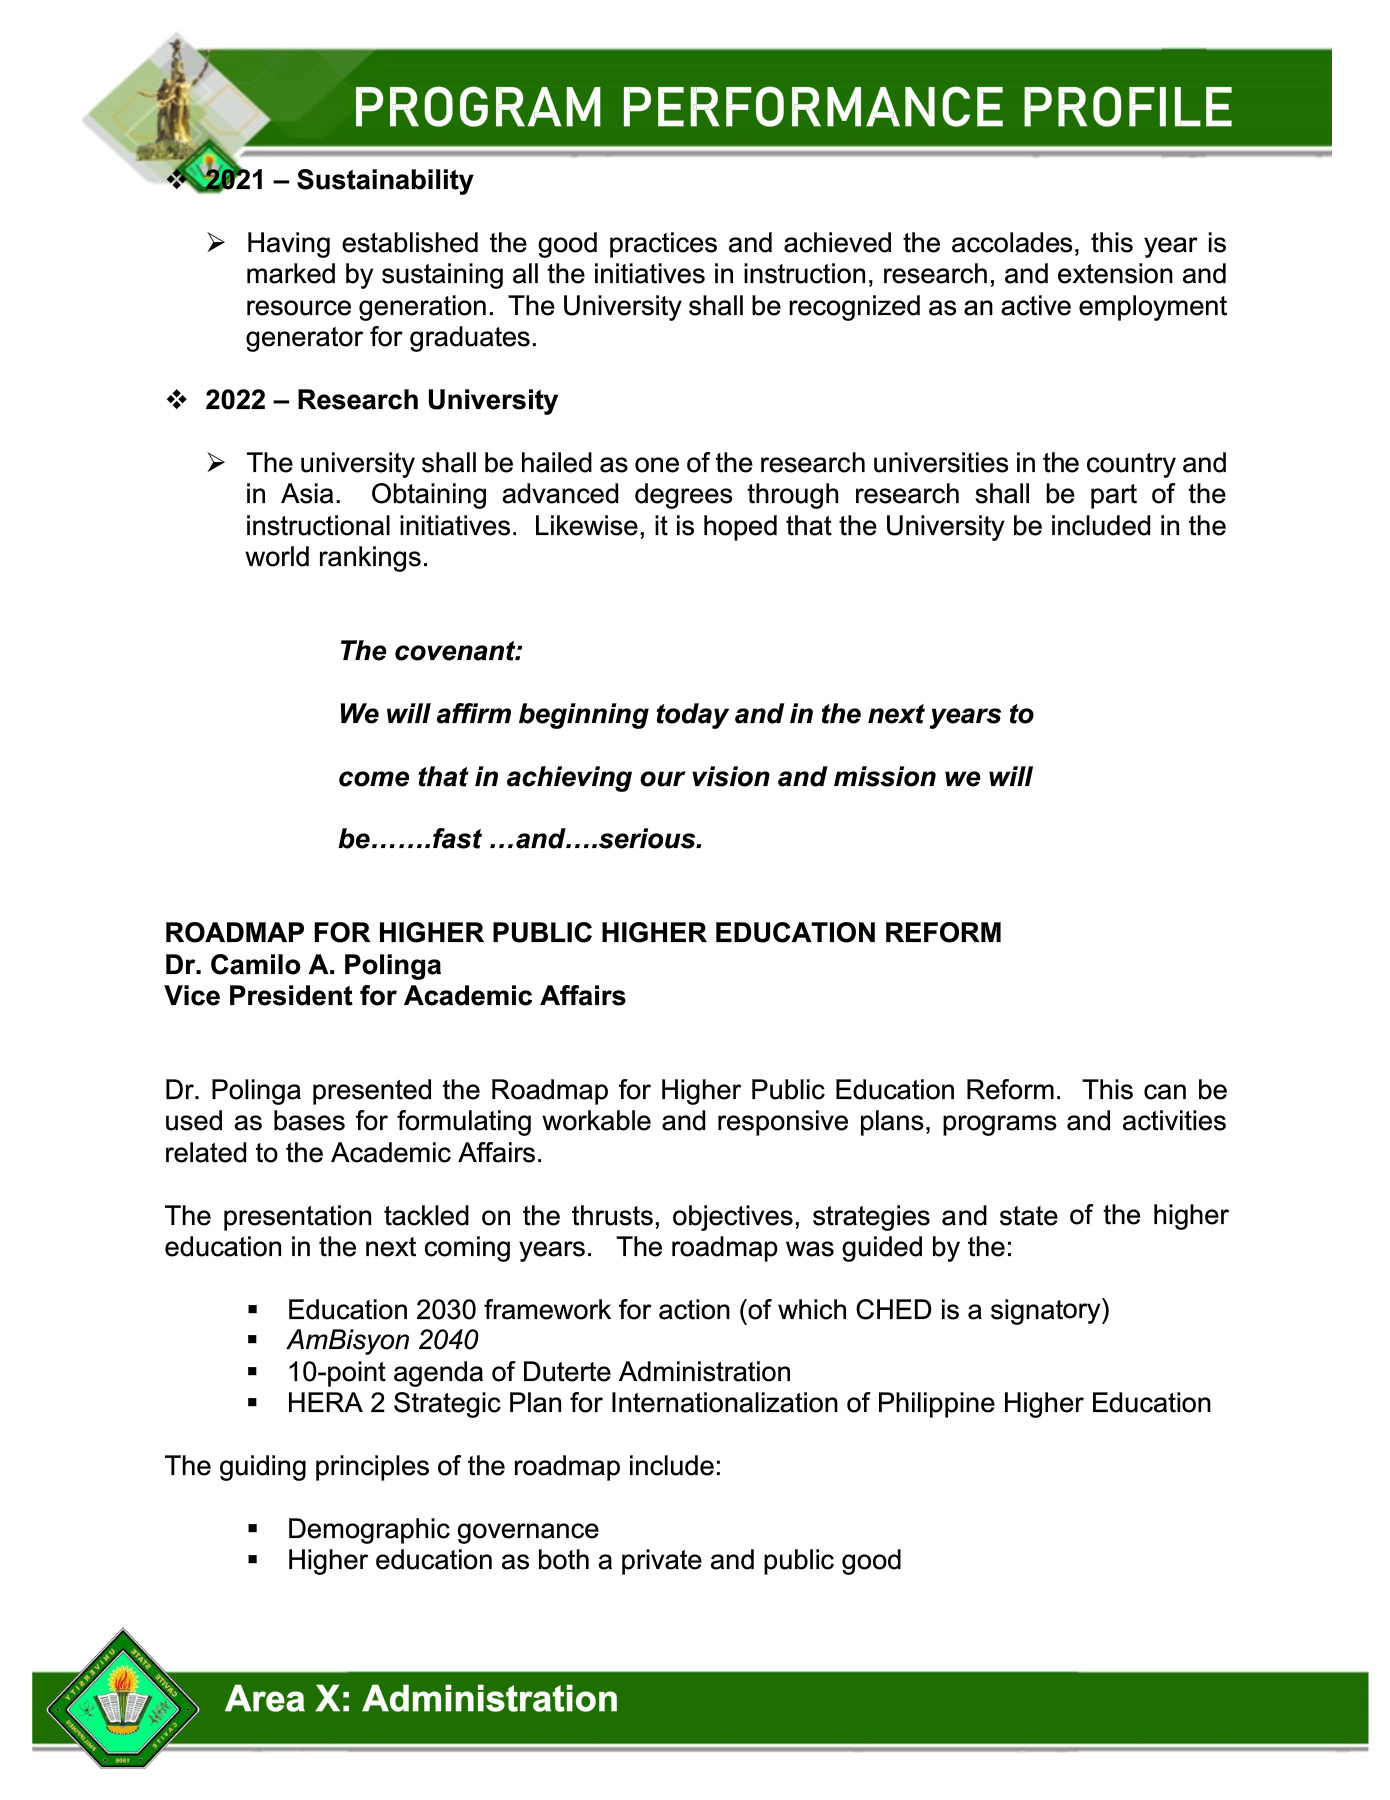 PROGRAM PERFORMANCE PROFILE
❖ 2021 – Sustainability
➢ Having established the good practices and achieved the accolades, this year is
marked by sustaining all the initiatives in instruction, research, and extension and
resource generation. The University shall be recognized as an active employment
generator for graduates.
❖ 2022 – Research University
➢ The university shall be hailed as one of the research universities in the country and
in Asia. Obtaining advanced degrees through research shall be part of the
instructional initiatives. Likewise, it is hoped that the University be included in the
world rankings.
The covenant:
We will affirm beginning today and in the next years to
come that in achieving our vision and mission we will
be…….fast …and….serious.
ROADMAP FOR HIGHER PUBLIC HIGHER EDUCATION REFORM
Dr. Camilo A. Polinga
Vice President for Academic Affairs
Dr. Polinga presented the Roadmap for Higher Public Education Reform. This can be
used as bases for formulating workable and responsive plans, programs and activities
related to the Academic Affairs.
The presentation tackled on the thrusts, objectives, strategies and state of the higher
education in the next coming years. The roadmap was guided by the:
▪ Education 2030 framework for action (of which CHED is a signatory)
▪ AmBisyon 2040
▪ 10-point agenda of Duterte Administration
▪ HERA 2 Strategic Plan for Internationalization of Philippine Higher Education
The guiding principles of the roadmap include:
▪ Demographic governance
▪ Higher education as both a private and public good
CAVITE STATE UNIVERSITY
CAVITE
PHILIPPINES
1906
Area X: Administration